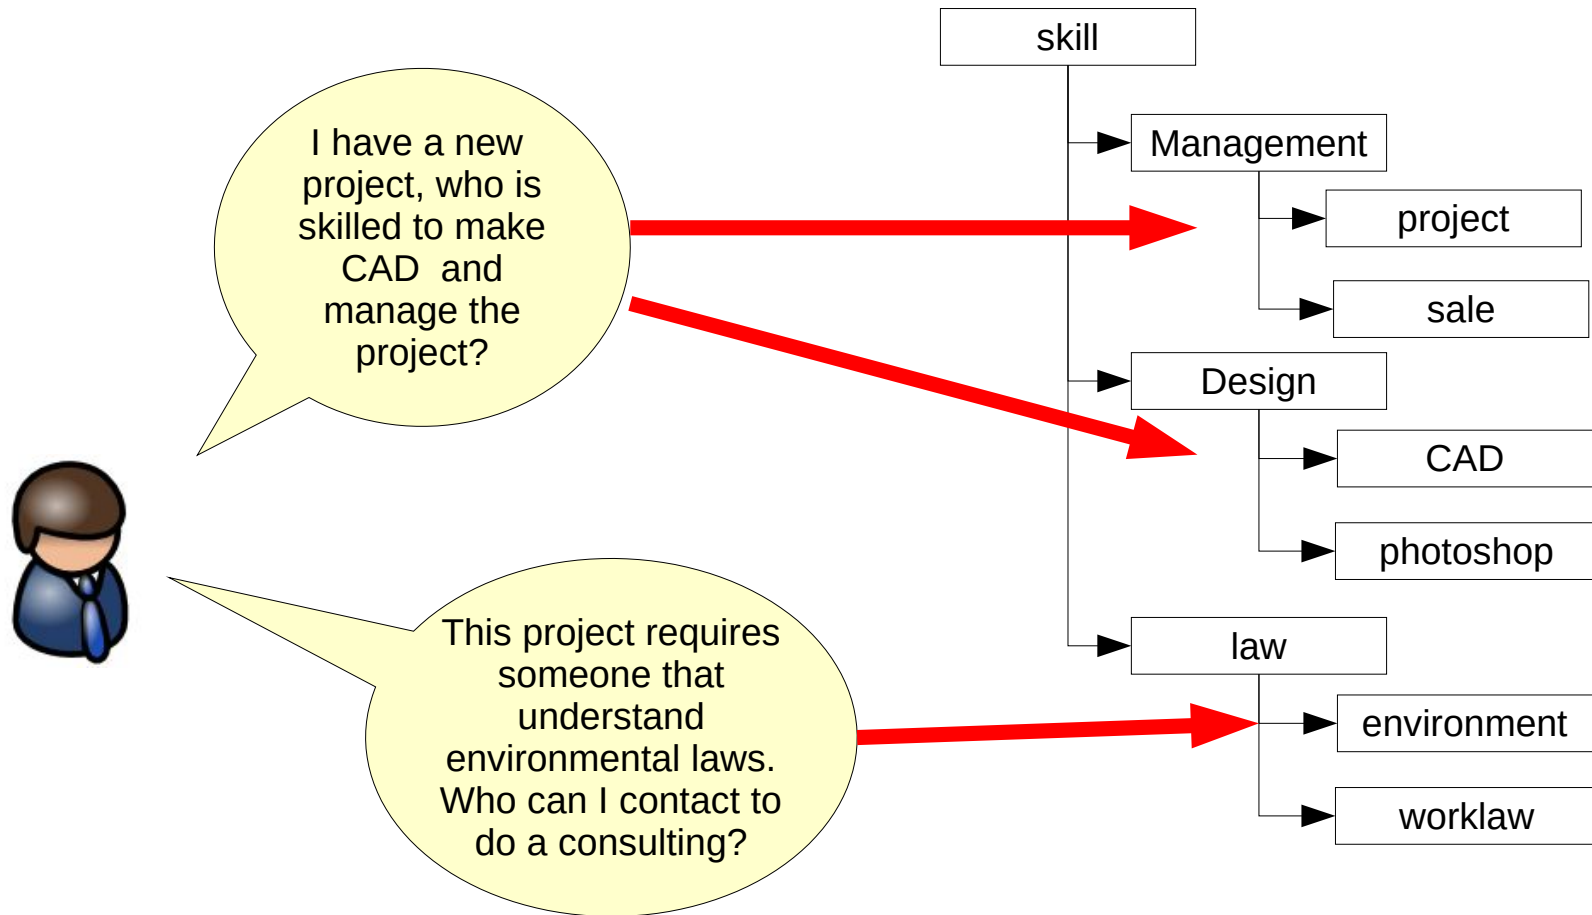 skill
I have a new
project, who is
skilled to make
CAD  and
manage the
project?
Management
project
sale
Design
CAD
photoshop
This project requires
someone that
understand
environmental laws.
Who can I contact to
do a consulting?
law
environment
worklaw